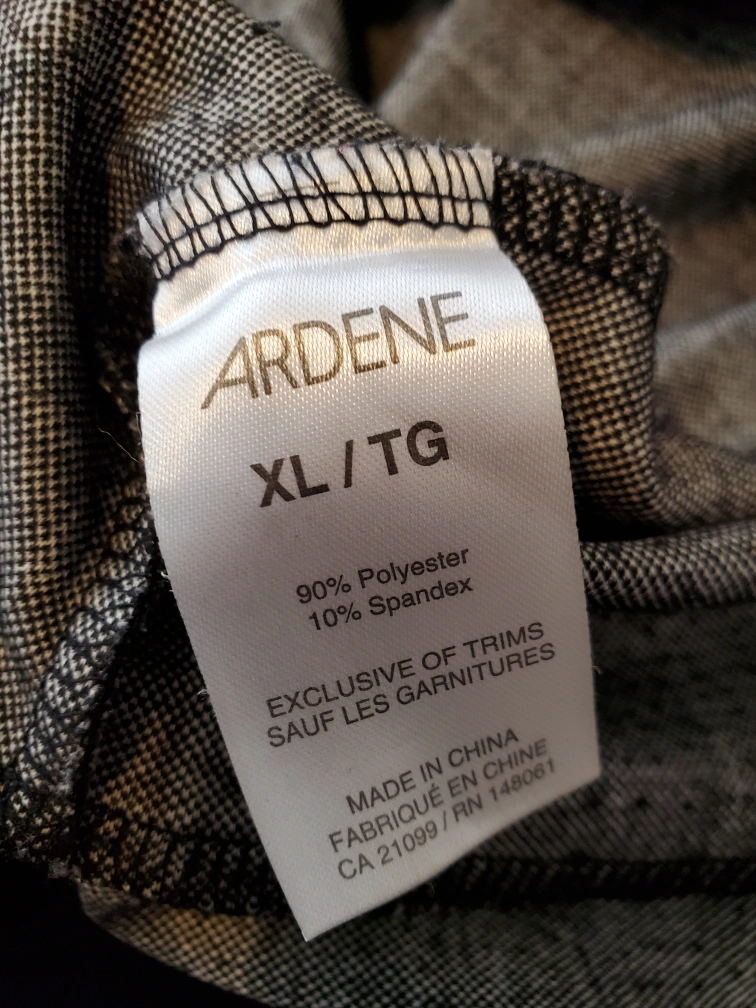 ARDENE
XL / TG
90% Polyester
10% Spandex
EXCLUSIVE OF TRIMS
SAUF LES GARNITURES
MADE IN CHINA
FABRIQUÉ EN CHINE
CA 21099 / RN 148061